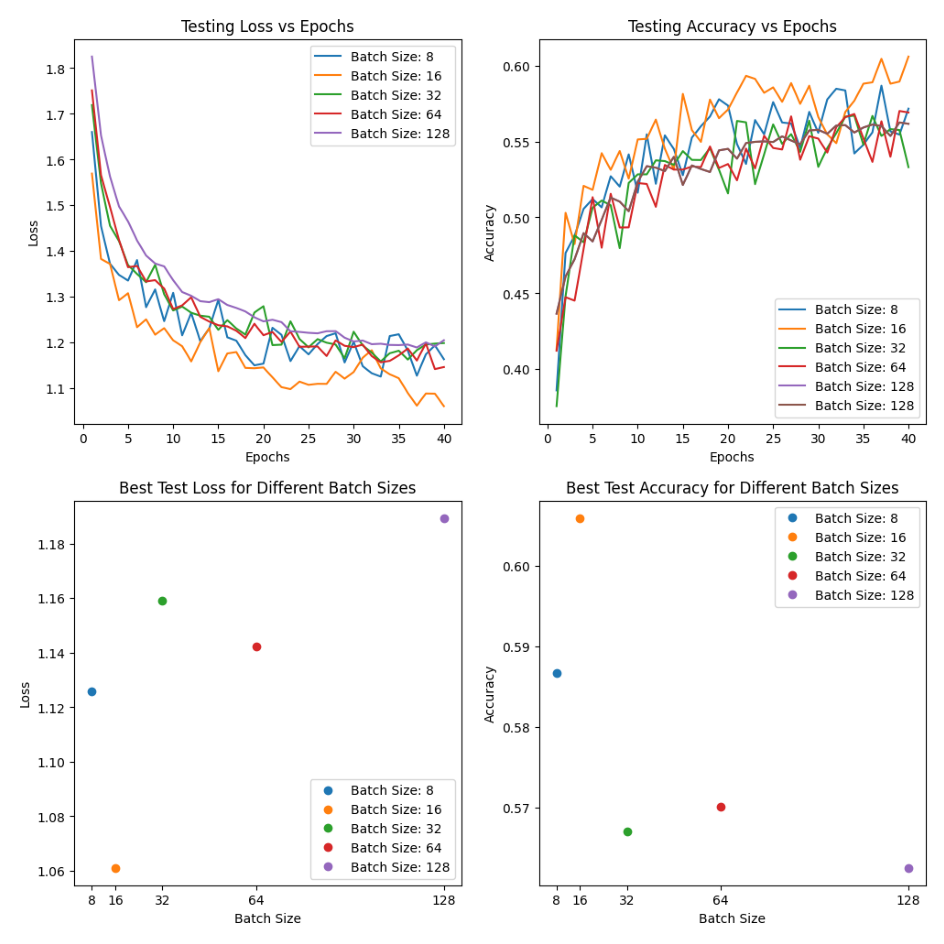 Testing Loss vs Epochs
Loss
1.8
1.7
1.6
1.5
1.4
1.3
1.2
1.1
Batch Size: 8
Batch Size: 16
Batch Size: 32
Batch Size: 64
Batch Size: 128
0 5 10 15 20 25 30 35 40
Epochs
Testing Accuracy vs Epochs
Accuracy
0.60
0.55
0.50
0.45
0.40
Batch Size: 8
Batch Size: 16
Batch Size: 32
Batch Size: 64
Batch Size: 128
Batch Size: 128
0 5 10 15 20 25 30 35 40
Epochs
Best Test Loss for Different Batch Sizes
Loss
1.18
1.16
1.14
1.12
1.10
1.08
1.06
Batch Size: 8
Batch Size: 16
Batch Size: 32
Batch Size: 64
Batch Size: 128
8 16 32 64 128
Batch Size
Best Test Accuracy for Different Batch Sizes
Accuracy
0.60
0.59
0.58
0.57
Batch Size: 8
Batch Size: 16
Batch Size: 32
Batch Size: 64
Batch Size: 128
8 16 32 64 128
Batch Size